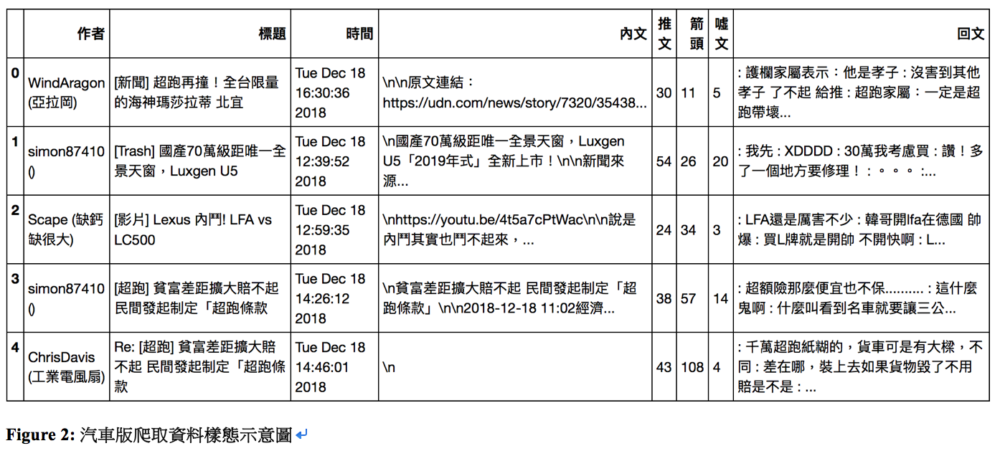 作者 標題 時間 內文 推文 箭頭 噓文 回文
0 WindAragon (亞拉岡) [新聞] 超跑再撞！全台限量的海神瑪莎拉蒂 北宜 Tue Dec 18 16:30:36 2018 \n\n原文連結：https://udn.com/news/story/7320/35438... 30 11 5 : 護欄家屬表示：他是孝子 : 沒害到其他孝子 了不起 給推 : 超跑家屬：一定是超跑帶壞...
1 simon87410 () [Trash] 國產70萬級距唯一全景天窗，Luxgen U5 Tue Dec 18 12:39:52 2018 \n國產70萬級距唯一全景天窗，Luxgen U5「2019年式」全新上市！\n\n新聞來源... 54 26 20 : 我先 : XDDDD : 30萬我考慮買 : 讚！多了一個地方要修理！ : 。。。 :...
2 Scape (缺鈣缺很大) [影片] Lexus 內鬥! LFA vs LC500 Tue Dec 18 12:59:35 2018 \nhttps://youtu.be/4t5a7cPtWac\n\n說是內鬥其實也鬥不起來，... 24 34 3 : LFA還是厲害不少 : 韓哥開lfa在德國 帥爆 : 買L牌就是開帥 不開快啊 : L...
3 simon87410 () [超跑] 貧富差距擴大賠不起 民間發起制定「超跑條款 Tue Dec 18 14:26:12 2018 \n貧富差距擴大賠不起 民間發起制定「超跑條款」\n\n2018-12-18 11:02經濟... 38 57 14 : 超額險那麼便宜也不保.......... : 這什麼鬼啊 : 什麼叫看到名車就要讓三公...
4 ChrisDavis (工業電風扇) Re: [超跑] 貧富差距擴大賠不起 民間發起制定「超跑條款 Tue Dec 18 14:46:01 2018 \n 43 108 4 : 千萬超跑紙糊的，貨車可是有大樑，不同 : 差在哪，裝上去如果貨物毀了不用賠是不是 : ...
Figure 2: 汽車版爬取資料樣態示意圖